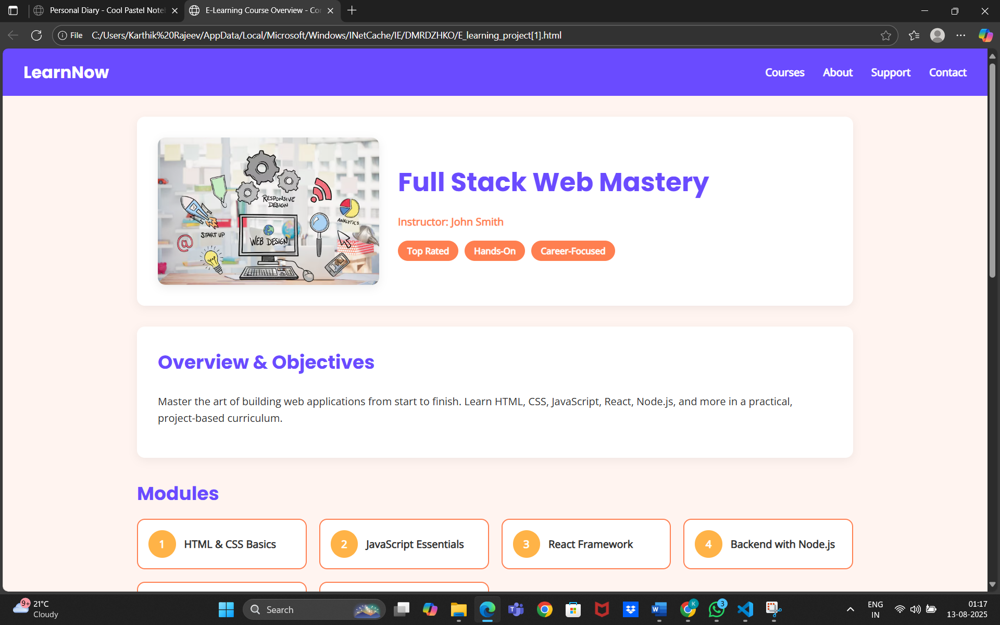 Personal Diary - Cool Pastel Note
E-Learning Course Overview - Co
File
C:/Users/Karthik%20Rajeev/AppData/Local/Microsoft/Windows/INetCache/IE/DMRDZHKO/E_learning_project[1].html
LearnNow
Courses
About
Support
Contact
RESPONSIVE
DESIGN
ANALYTICS
START UP
WEB DESIGN
Full Stack Web Mastery
Instructor: John Smith
Top Rated
Hands-On
Career-Focused
Overview & Objectives
Master the art of building web applications from start to finish. Learn HTML, CSS, JavaScript, React, Node.js, and more in a practical,
project-based curriculum.
Modules
1 HTML & CSS Basics
2 JavaScript Essentials
3 React Framework
4 Backend with Node.js
9+
21°C
Cloudy
Search
K
3
ENG
IN
01:17
13-08-2025